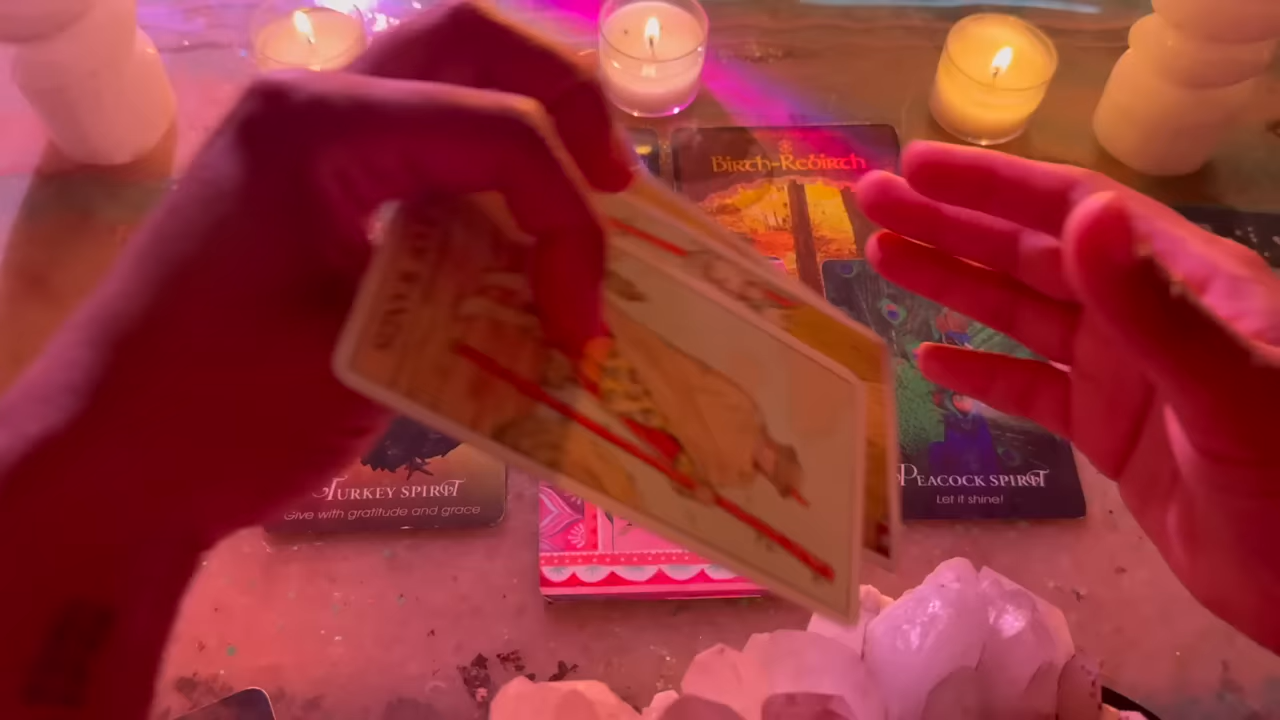 Birth-Rebirth
Turkey Spirit
Give with gratitude and grace
Peacock Spirit
Let it shine!